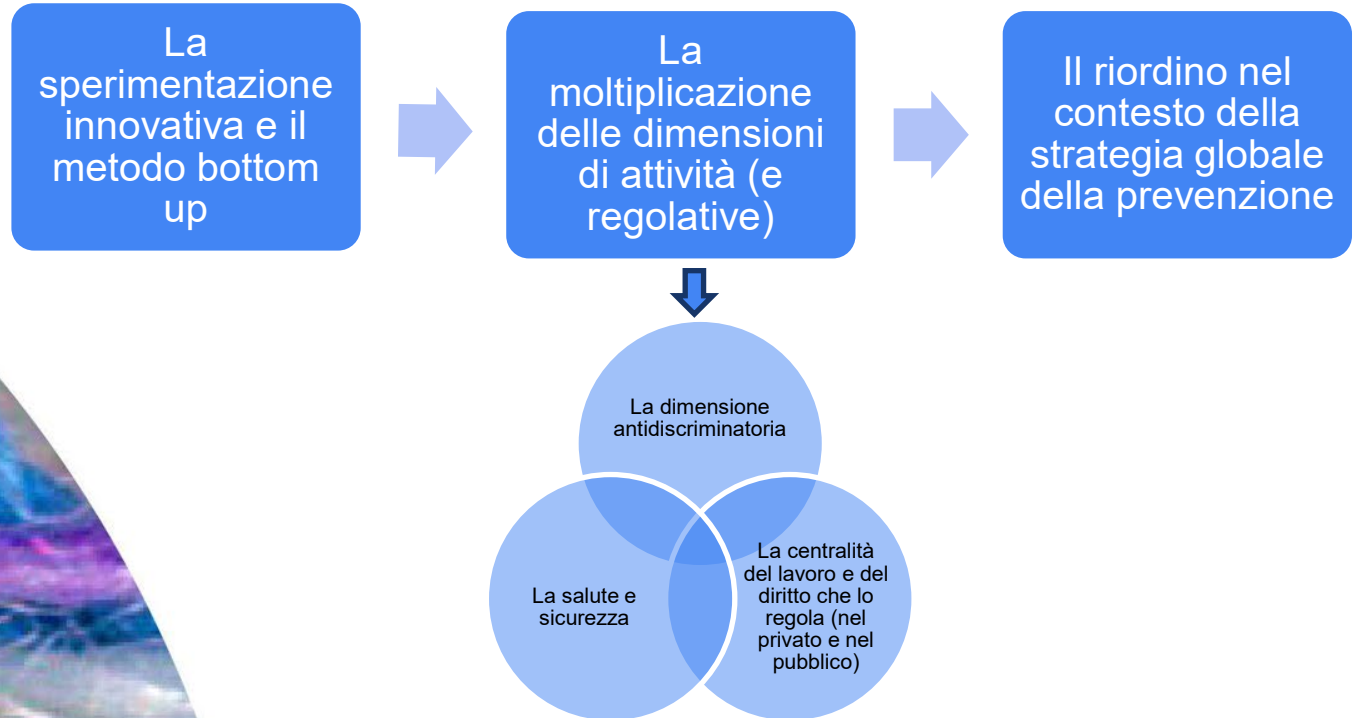 La
sperimentazione
innovativa e il
metodo bottom
up
La
moltiplicazione
delle dimensioni
di attività (e
regolative)
Il riordino nel
contesto della
strategia globale
della prevenzione
La dimensione
antidiscriminatoria
La salute e
sicurezza
La centralità
del lavoro e del
diritto che lo
regola (nel
privato e nel
pubblico)